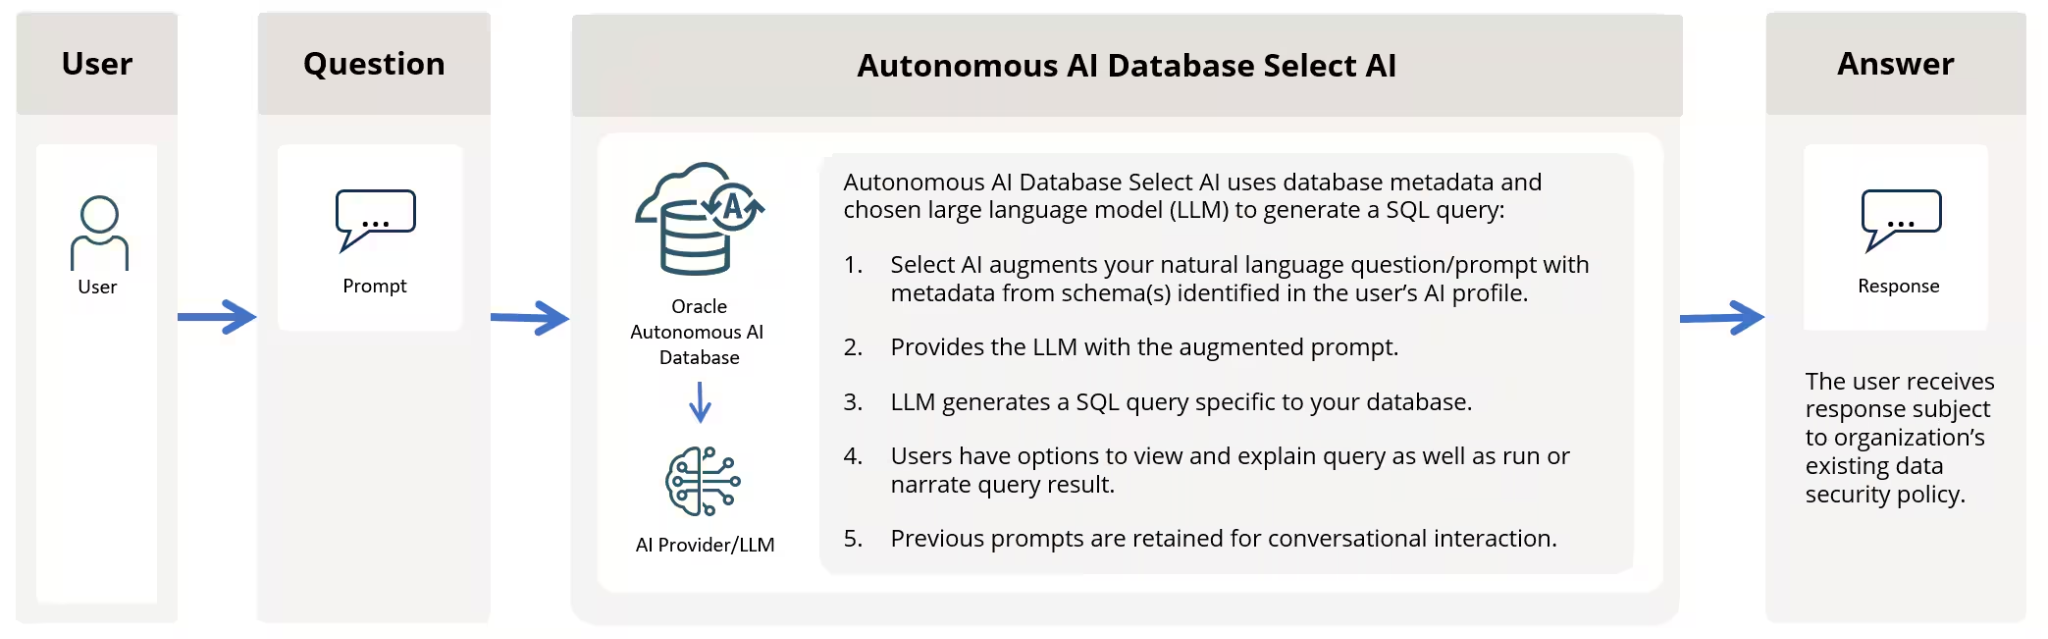 User
Question
Autonomous AI Database Select AI
Answer
User
Prompt
Oracle
Autonomous AI
Database
AI Provider/LLM
Autonomous AI Database Select AI uses database metadata and
chosen large language model (LLM) to generate a SQL query:
1. Select AI augments your natural language question/prompt with
metadata from schema(s) identified in the user's AI profile.
2. Provides the LLM with the augmented prompt.
3. LLM generates a SQL query specific to your database.
4. Users have options to view and explain query as well as run or
narrate query result.
5. Previous prompts are retained for conversational interaction.
Response
The user receives
response subject
to organization's
existing data
security policy.